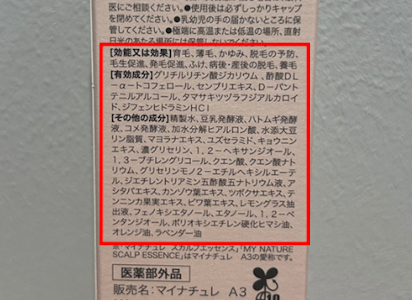 ●使用後は必ずしっかりキャップ
を閉めてください。●乳幼児の手の届かないところに保
管してください。●極端に高温または低温の場所、直射
日光のあたる場所には保管しないでください。
[効能又は効果]育毛、薄毛、かゆみ、脱毛の予防、
毛生促進、発毛促進、ふけ、病後・産後の脱毛、養毛
[有効成分]グリチルリチン酸ジカリウム 、酢酸DL
-α-トコフェロール、センブリエキス、D-パント
テニルアルコール、タマサキツヅラフジアルカロイ
ド、ジフェンヒドラミンHCl
[その他の成分]精製水、豆乳発酵液、ハトムギ発酵
液、コメ発酵液、加水分解ヒアルロン酸、水添大豆
リン脂質、マヨラナエキス、ユズセラミド、キョウニン
エキス、濃グリセリン、1,2-ヘキサンジオール、
1,3-ブチレングリコール、クエン酸、クエン酸ナト
リウム、グリセリンモノ2-エチルヘキシルエーテ
ル、ジエチレントリアミン五酢酸五ナトリウム液、ア
シタバエキス、カンゾウ葉エキス、ツボクサエキス、テ
ンニンカ果実エキス、ビワ葉エキス、レモングラス抽
出液、フェノキシエタノール、エタノール、1,2-ペ
ンタンジオール、ポリオキシエチレン硬化ヒマシ油、
オレンジ油、ラベンダー油
※「マイナチュレ スカルプエッセンス」、「MY NATURE
SCALP ESSENCE」は マイナチュレ A3の愛称です。
医薬部外品
販売名:マイナチュレ A3